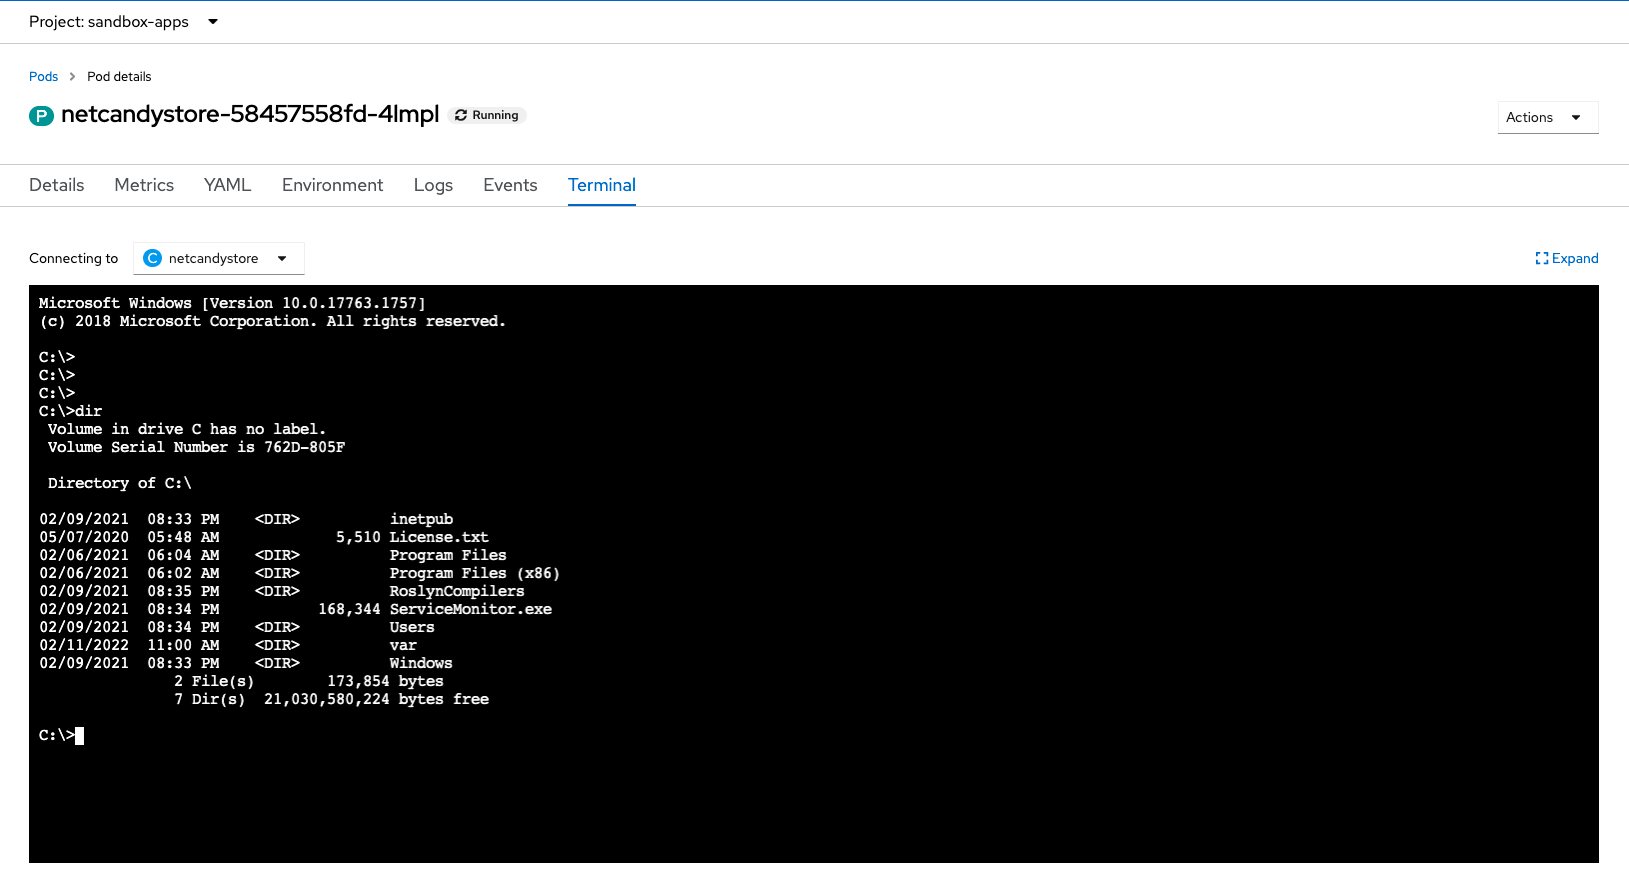 Project: sandbox-apps
Pods > Pod details
P netcandystore-58457558fd-4lmpl Running
Actions
Details Metrics YAML Environment Logs Events Terminal
Connecting to C netcandystore
Expand
Microsoft Windows [Version 10.0.17763.1757]
(c) 2018 Microsoft Corporation. All rights reserved.
C:\>
C:\>
C:\>
C:\>dir
Volume in drive C has no label.
Volume Serial Number is 762D-805F
Directory of C:\
02/09/2021 08:33 PM <DIR> inetpub
05/07/2020 05:48 AM 5,510 License.txt
02/06/2021 06:04 AM <DIR> Program Files
02/06/2021 06:02 AM <DIR> Program Files (x86)
02/09/2021 08:35 PM <DIR> RoslynCompilers
02/09/2021 08:34 PM 168,344 ServiceMonitor.exe
02/09/2021 08:34 PM <DIR> Users
02/11/2022 11:00 AM <DIR> var
02/09/2021 08:33 PM <DIR> Windows
2 File(s) 173,854 bytes
7 Dir(s) 21,030,580,224 bytes free
C:\>